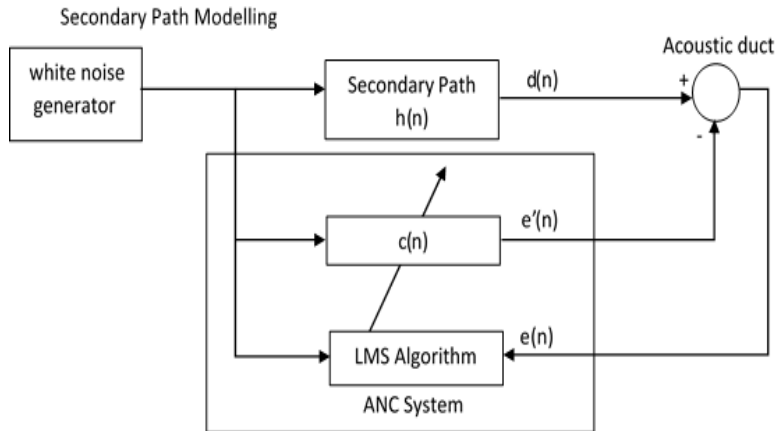 Secondary Path Modelling
white noise
generator
Secondary Path
h(n)
d(n)
Acoustic duct
+
-
c(n)
e'(n)
LMS Algorithm
e(n)
ANC System